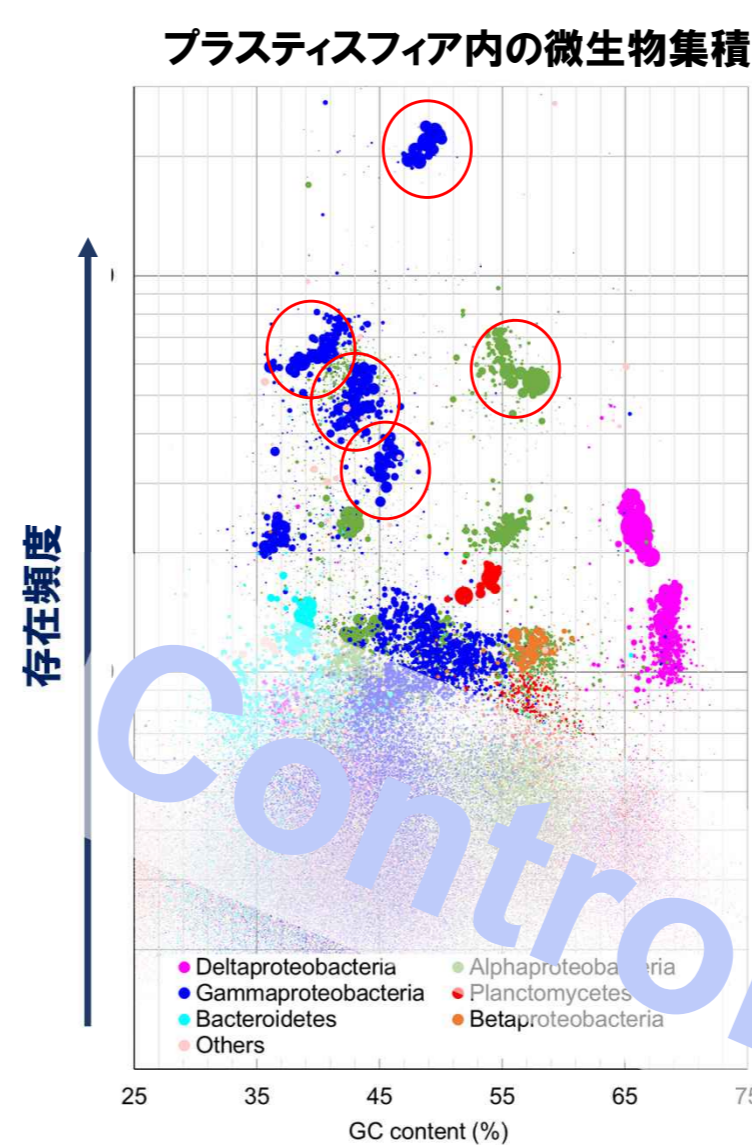 プラスティスフィア内の微生物集積
存在頻度
Control
Deltaproteobacteria
Alphaproteobacteria
Gammaproteobacteria
Planctomycetes
Bacteroidetes
Betaproteobacteria
Others
25 35 45 55 65 75
GC content (%)